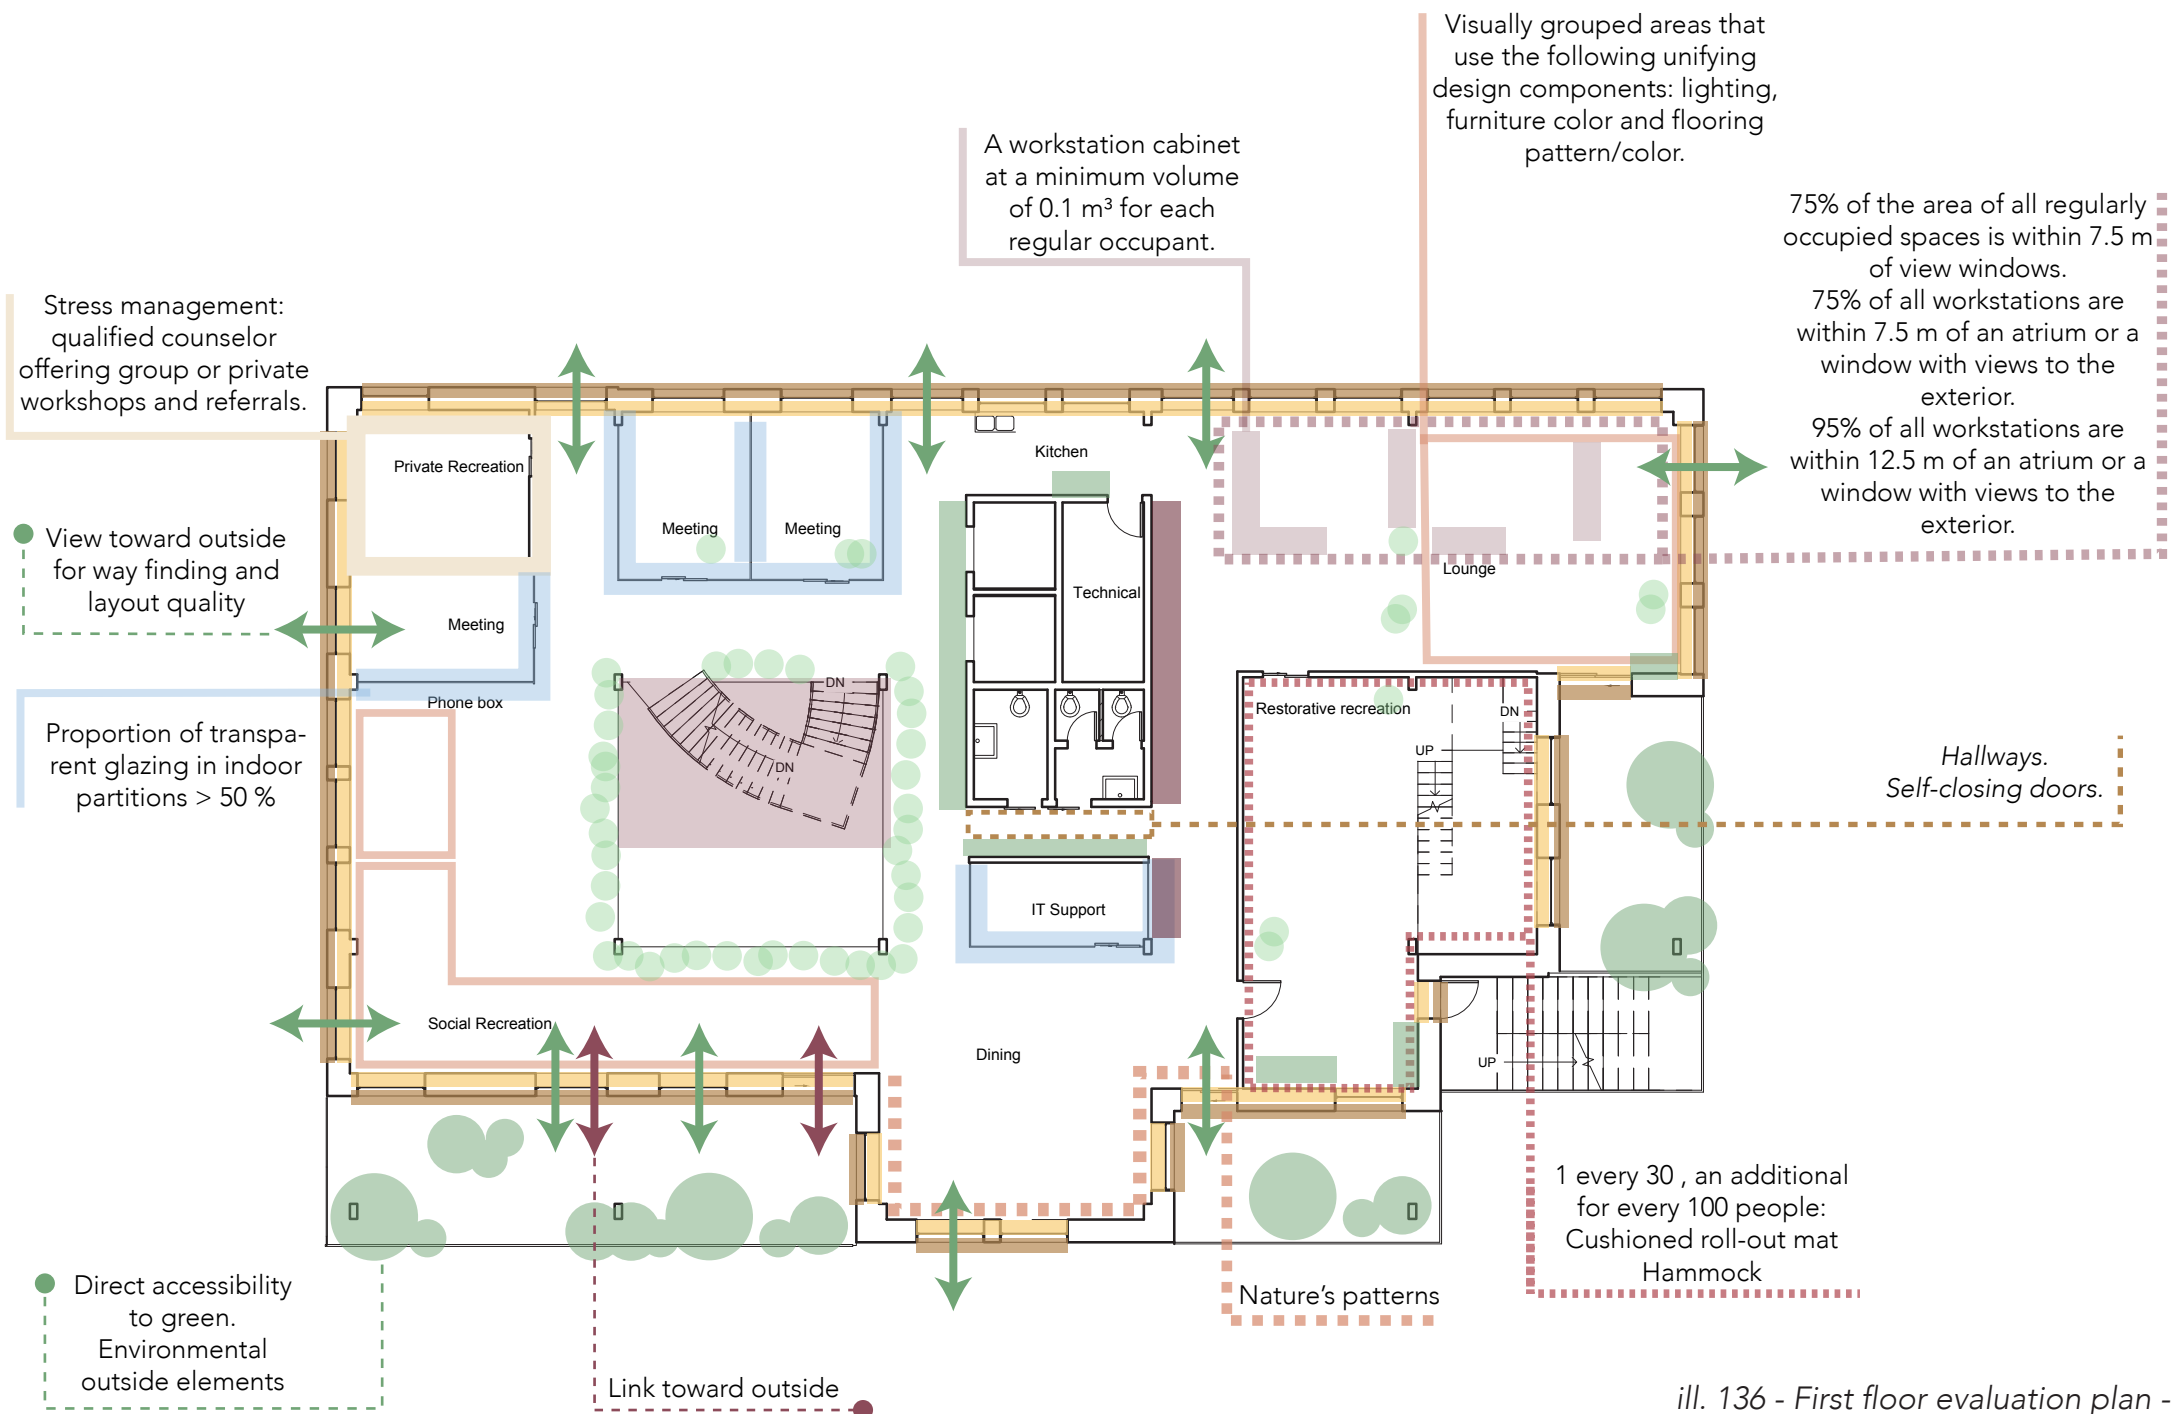 Visually grouped areas that
use the following unifying
design components: lighting,
furniture color and flooring
pattern/color.
A workstation cabinet
at a minimum volume
of 0.1 m³ for each
regular occupant.
75% of the area of all regularly
occupied spaces is within 7.5 m
of view windows.
75% of all workstations are
within 7.5 m of an atrium or a
window with views to the
exterior.
95% of all workstations are
within 12.5 m of an atrium or a
window with views to the
exterior.
Stress management:
qualified counselor
offering group or private
workshops and referrals.
Private Recreation
Kitchen
Meeting
Meeting
View toward outside
for way finding and
layout quality
Lounge
Technical
Meeting
Phone box
DN
DN
Restorative recreation
DN
UP
Proportion of transpa-
rent glazing in indoor
partitions > 50 %
Hallways.
Self-closing doors.
IT Support
Social Recreation
Dining
UP
1 every 30 , an additional
for every 100 people:
Cushioned roll-out mat
Hammock
Nature's patterns
Direct accessibility
to green.
Environmental
outside elements
Link toward outside
ill. 136 - First floor evaluation plan -